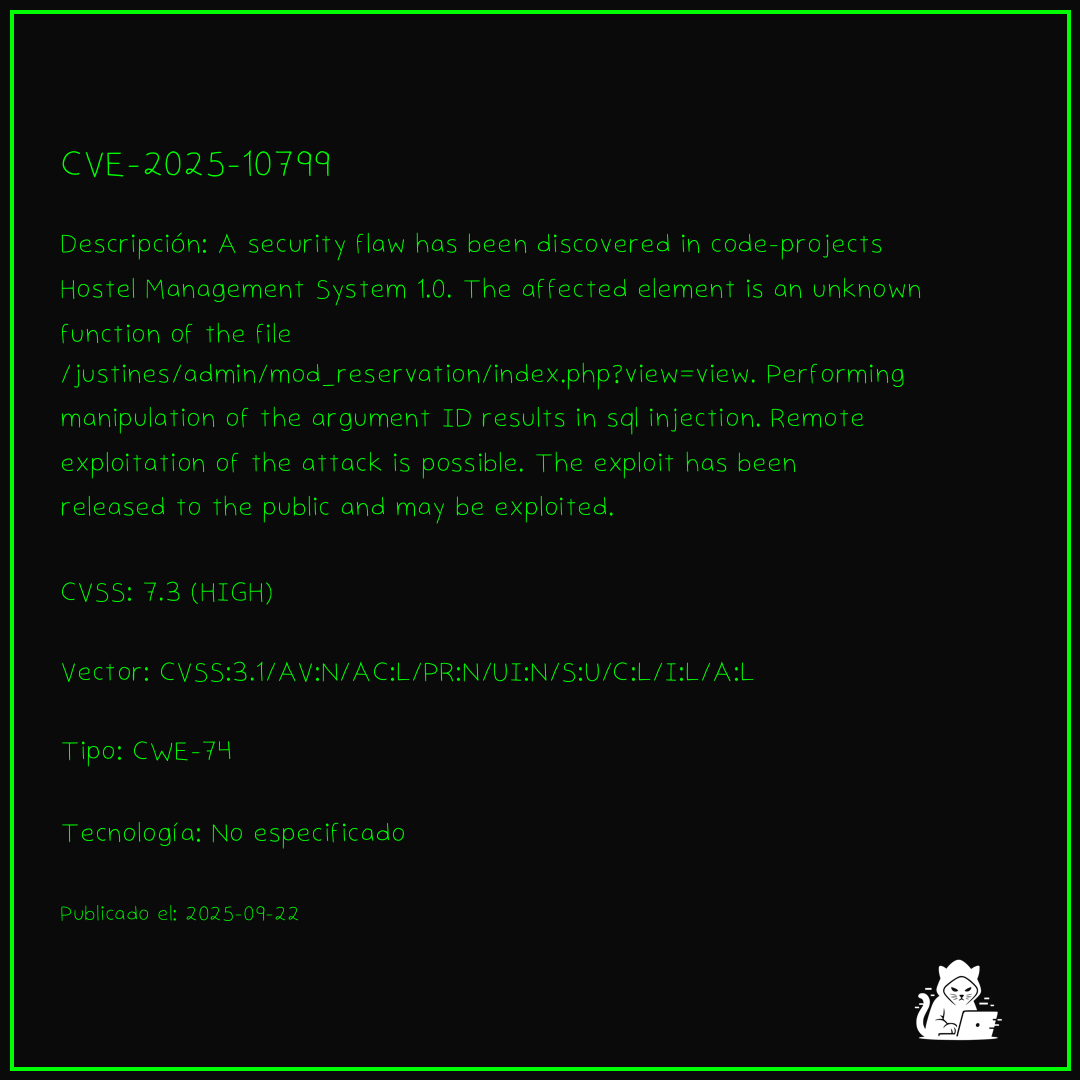 CVE-2025-10799
Descripción: A security flaw has been discovered in code-projects
Hostel Management System 1.0. The affected element is an unknown
function of the file
/justines/admin/mod_reservation/index.php?view=view. Performing
manipulation of the argument ID results in sql injection. Remote
exploitation of the attack is possible. The exploit has been
released to the public and may be exploited.
CVSS: 7.3 (HIGH)
Vector: CVSS:3.1/AV:N/AC:L/PR:N/UI:N/S:U/C:L/I:L/A:L
Tipo: CWE-74
Tecnología: No especificado
Publicado el: 2025-09-22